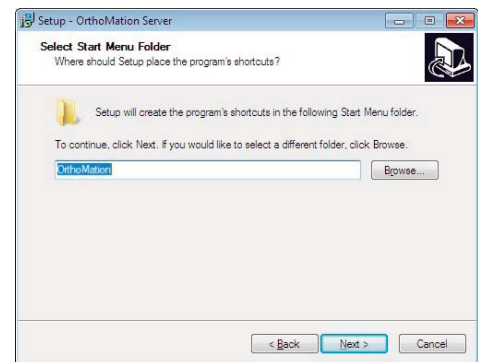 Setup - OrthoMation Server
Select Start Menu Folder
Where should Setup place the program's shortcuts?
Setup will create the program's shortcuts in the following Start Menu folder.
To continue, click Next. If you would like to select a different folder, click Browse.
OrthoMation
Browse...
< Back
Next >
Cancel